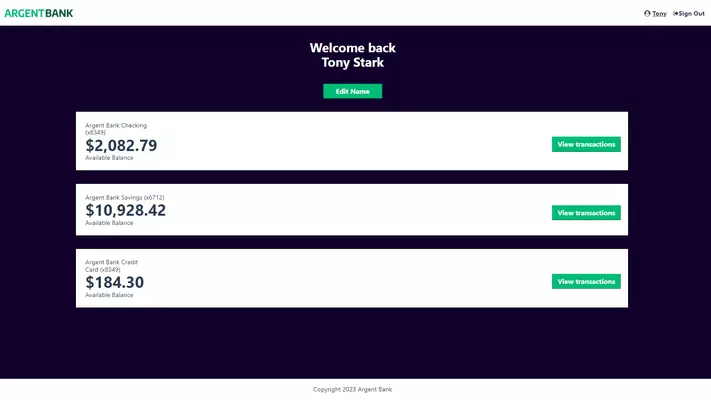 ARGENTBANK
Tony
Sign Out
Welcome back
Tony Stark
Edit Name
Argent Bank Checking
(x8349)
$2,082.79
Available Balance
View transactions
Argent Bank Savings (x6712)
$10,928.42
Available Balance
View transactions
Argent Bank Credit
Card (x8349)
$184.30
Available Balance
View transactions
Copyright 2023 Argent Bank